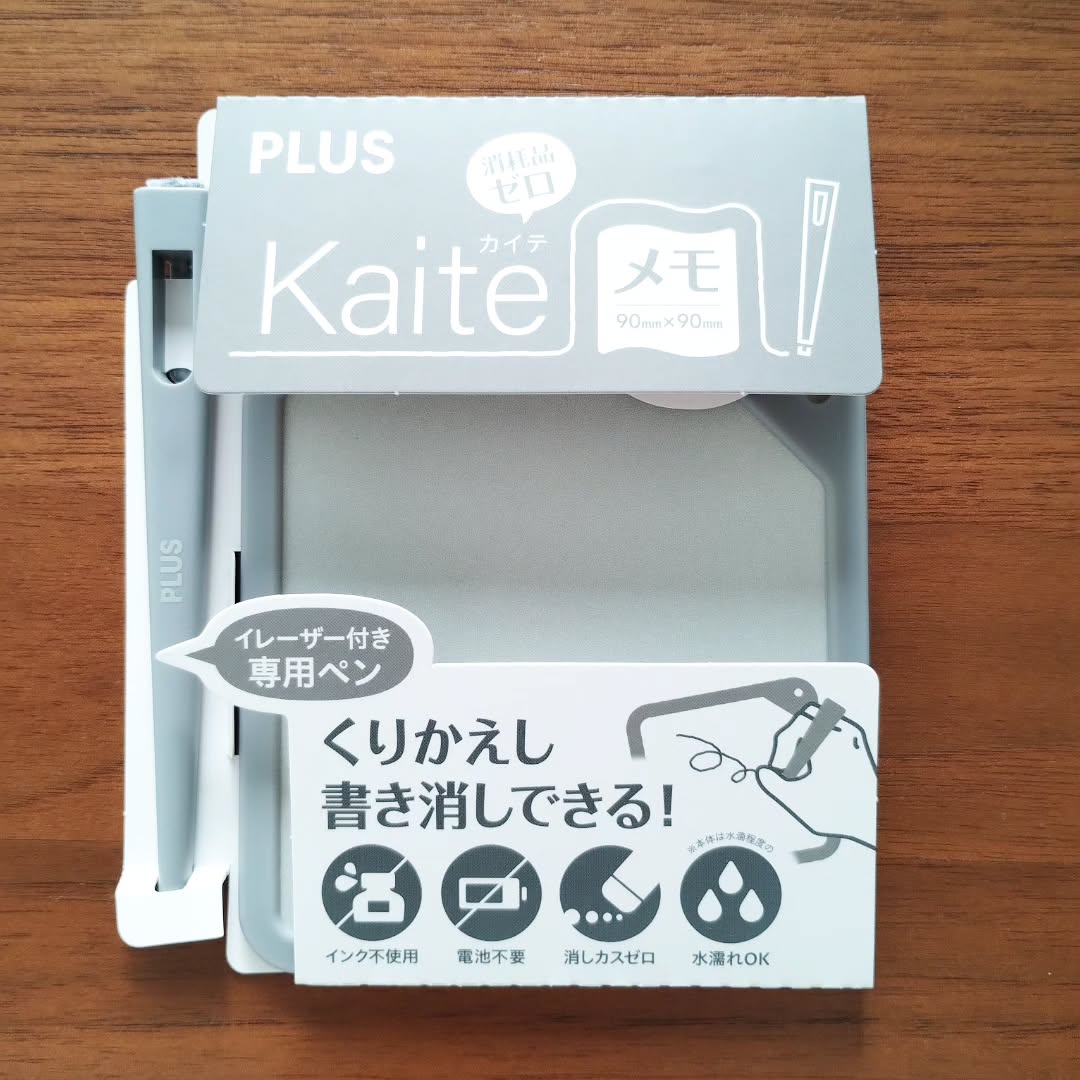 PLUS
消耗品
ゼロ
カイテ
Kaite
メモ
90mm×90mm
PLUS
イレーザー付き
専用ペン
くりかえし
書き消しできる!
※本体は水滴程度の
インク不使用
電池不要
消しカスゼロ
水濡れOK